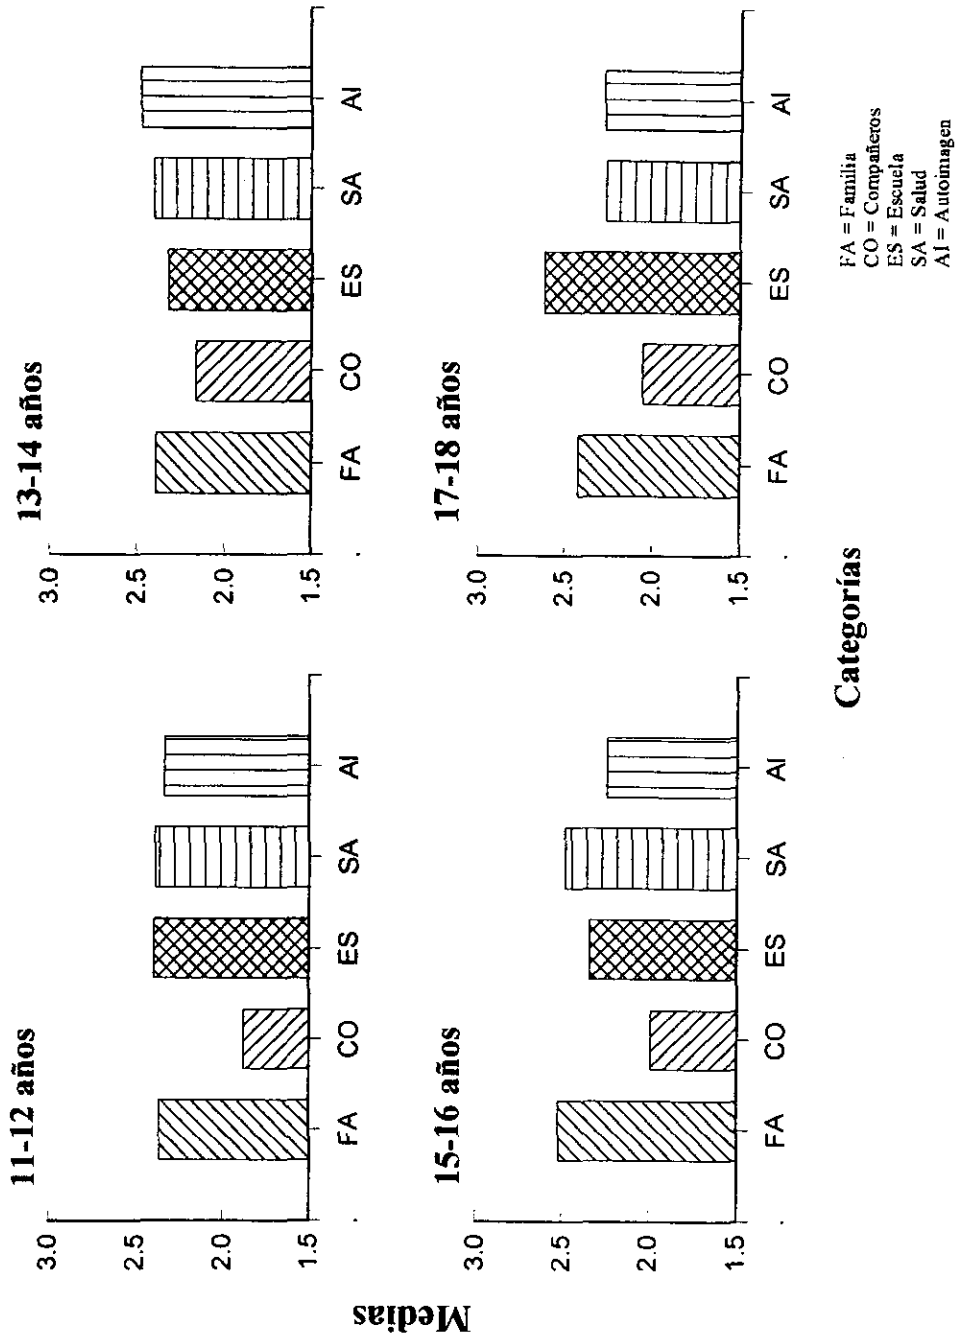 11-12 años
3.0
2.5
2.0
1.5
FA CO ES SA AI
13-14 años
3.0
2.5
2.0
1.5
FA CO ES SA AI
Medias
15-16 años
3.0
2.5
2.0
1.5
FA CO ES SA AI
17-18 años
3.0
2.5
2.0
1.5
FA CO ES SA AI
Categorías
FA = Familia
CO = Compañeros
ES = Escuela
SA = Salud
AI = Autoimagen